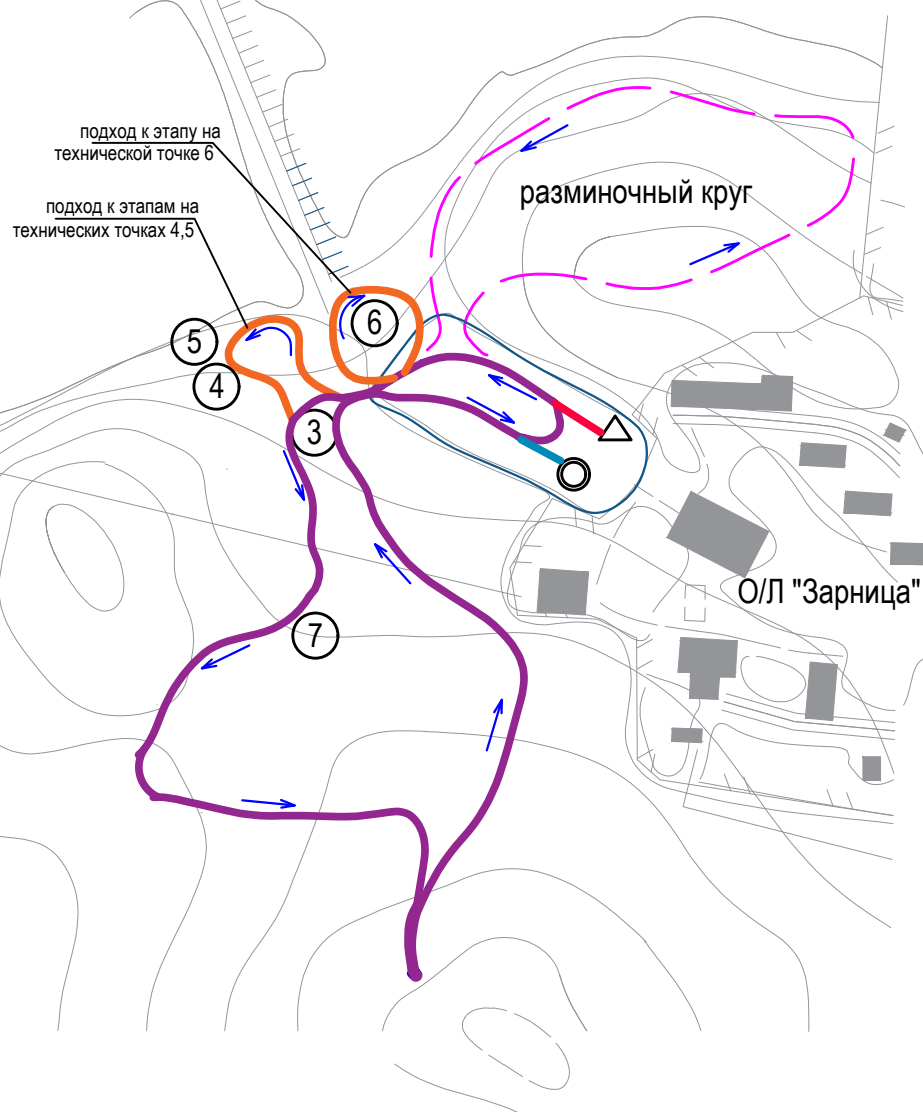 подход к этапу на
технической точке 6
подход к этапам на
технических точках 4,5
разминочный круг
6
5
4
3
О/Л "Зарница"
7